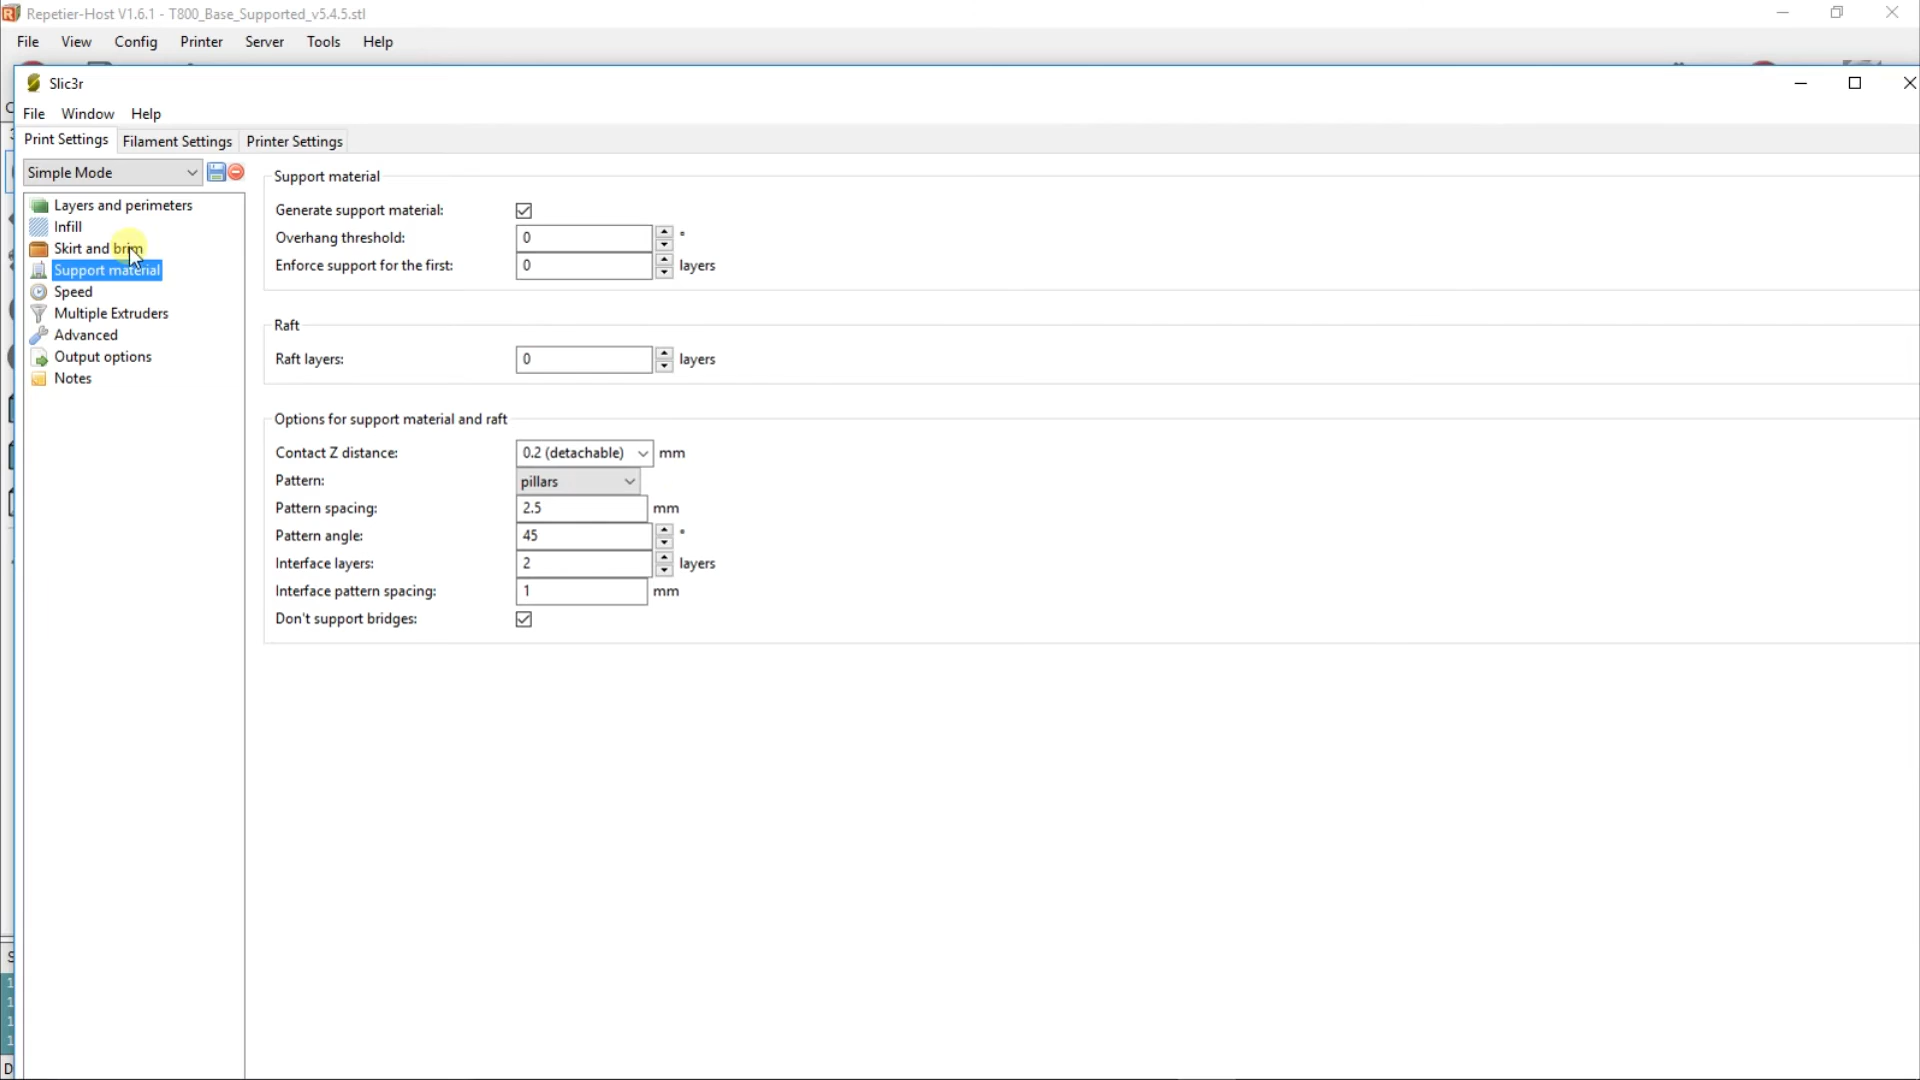 Repetier-Host V1.6.1 - T800_Base_Supported_v5.4.5.stl
File View Config Printer Server Tools Help
Slic3r
File Window Help
Print Settings Filament Settings Printer Settings
Simple Mode
Layers and perimeters
Infill
Skirt and brim
Support material
Speed
Multiple Extruders
Advanced
Output options
Notes
Support material
Generate support material:
Overhang threshold: 0 °
Enforce support for the first: 0 layers
Raft
Raft layers: 0 layers
Options for support material and raft
Contact Z distance: 0.2 (detachable) mm
Pattern: pillars
Pattern spacing: 2.5 mm
Pattern angle: 45 °
Interface layers: 2 layers
Interface pattern spacing: 1 mm
Don't support bridges: